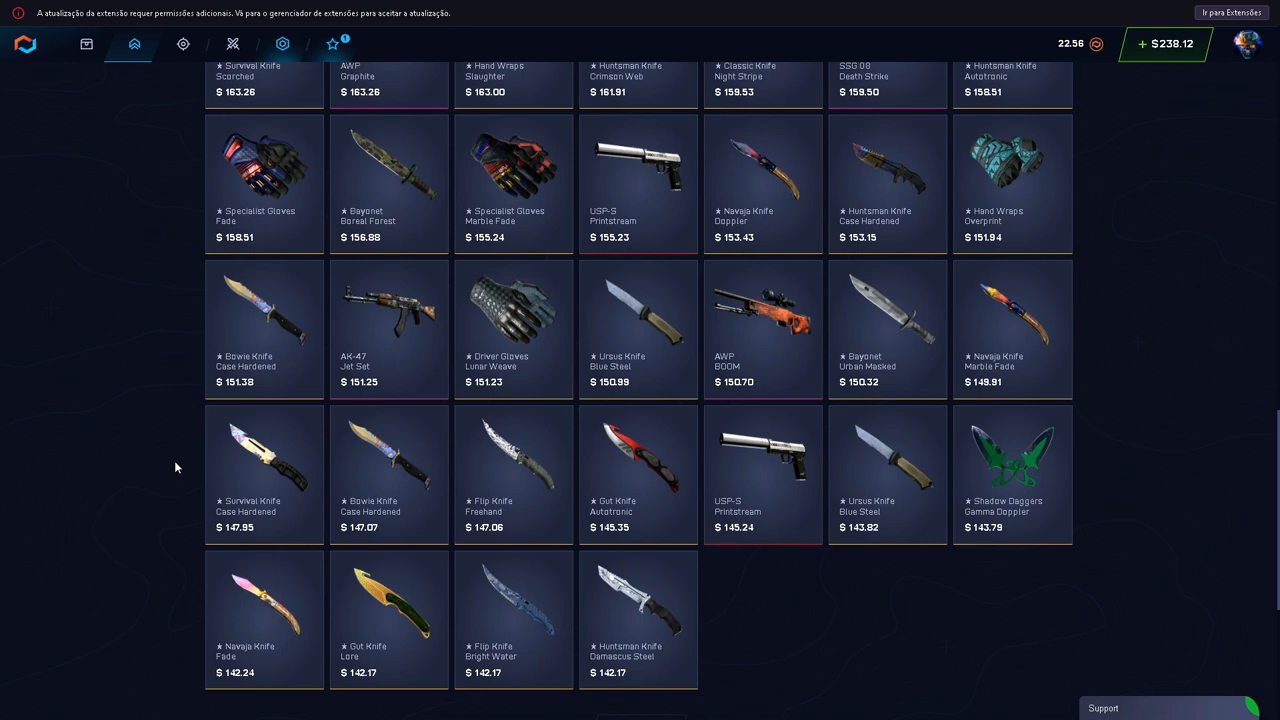 A atualização da extensão requer permissões adicionais. Vá para o gerenciador de extensões para aceitar a atualização.
Ir para Extensões
1
22.56
+ $238.12
★ Survival Knife
Scorched
$ 163.26
AWP
Graphite
$ 163.26
★ Hand Wraps
Slaughter
$ 163.00
★ Huntsman Knife
Crimson Web
$ 161.91
★ Classic Knife
Night Stripe
$ 159.53
SSG 08
Death Strike
$ 159.50
★ Huntsman Knife
Autotronic
$ 158.51
★ Specialist Gloves
Fade
$ 158.51
★ Bayonet
Boreal Forest
$ 156.88
★ Specialist Gloves
Marble Fade
$ 155.24
USP-S
Printstream
$ 155.23
★ Navaja Knife
Doppler
$ 153.43
★ Huntsman Knife
Case Hardened
$ 153.15
★ Hand Wraps
Overprint
$ 151.94
★ Bowie Knife
Case Hardened
$ 151.38
AK-47
Jet Set
$ 151.25
★ Driver Gloves
Lunar Weave
$ 151.23
★ Ursus Knife
Blue Steel
$ 150.99
AWP
BOOM
$ 150.70
★ Bayonet
Urban Masked
$ 150.32
★ Navaja Knife
Marble Fade
$ 149.91
★ Survival Knife
Case Hardened
$ 147.95
★ Bowie Knife
Case Hardened
$ 147.07
★ Flip Knife
Freehand
$ 147.06
★ Gut Knife
Autotronic
$ 145.35
USP-S
Printstream
$ 145.24
★ Ursus Knife
Blue Steel
$ 143.82
★ Shadow Daggers
Gamma Doppler
$ 143.79
★ Navaja Knife
Fade
$ 142.24
★ Gut Knife
Lore
$ 142.17
★ Flip Knife
Bright Water
$ 142.17
★ Huntsman Knife
Damascus Steel
$ 142.17
Support